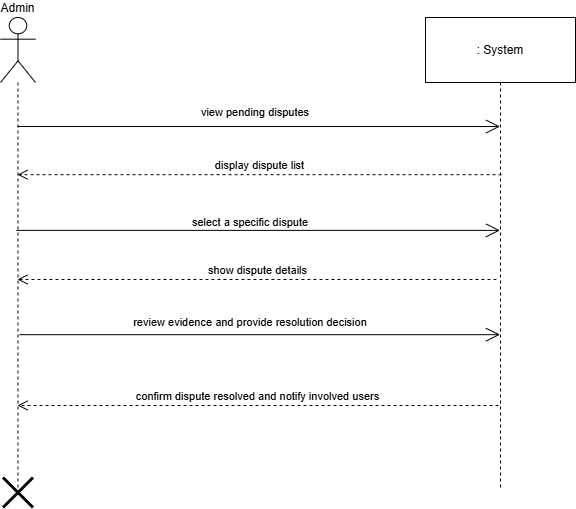 Admin
: System
view pending disputes
display dispute list
select a specific dispute
show dispute details
review evidence and provide resolution decision
confirm dispute resolved and notify involved users